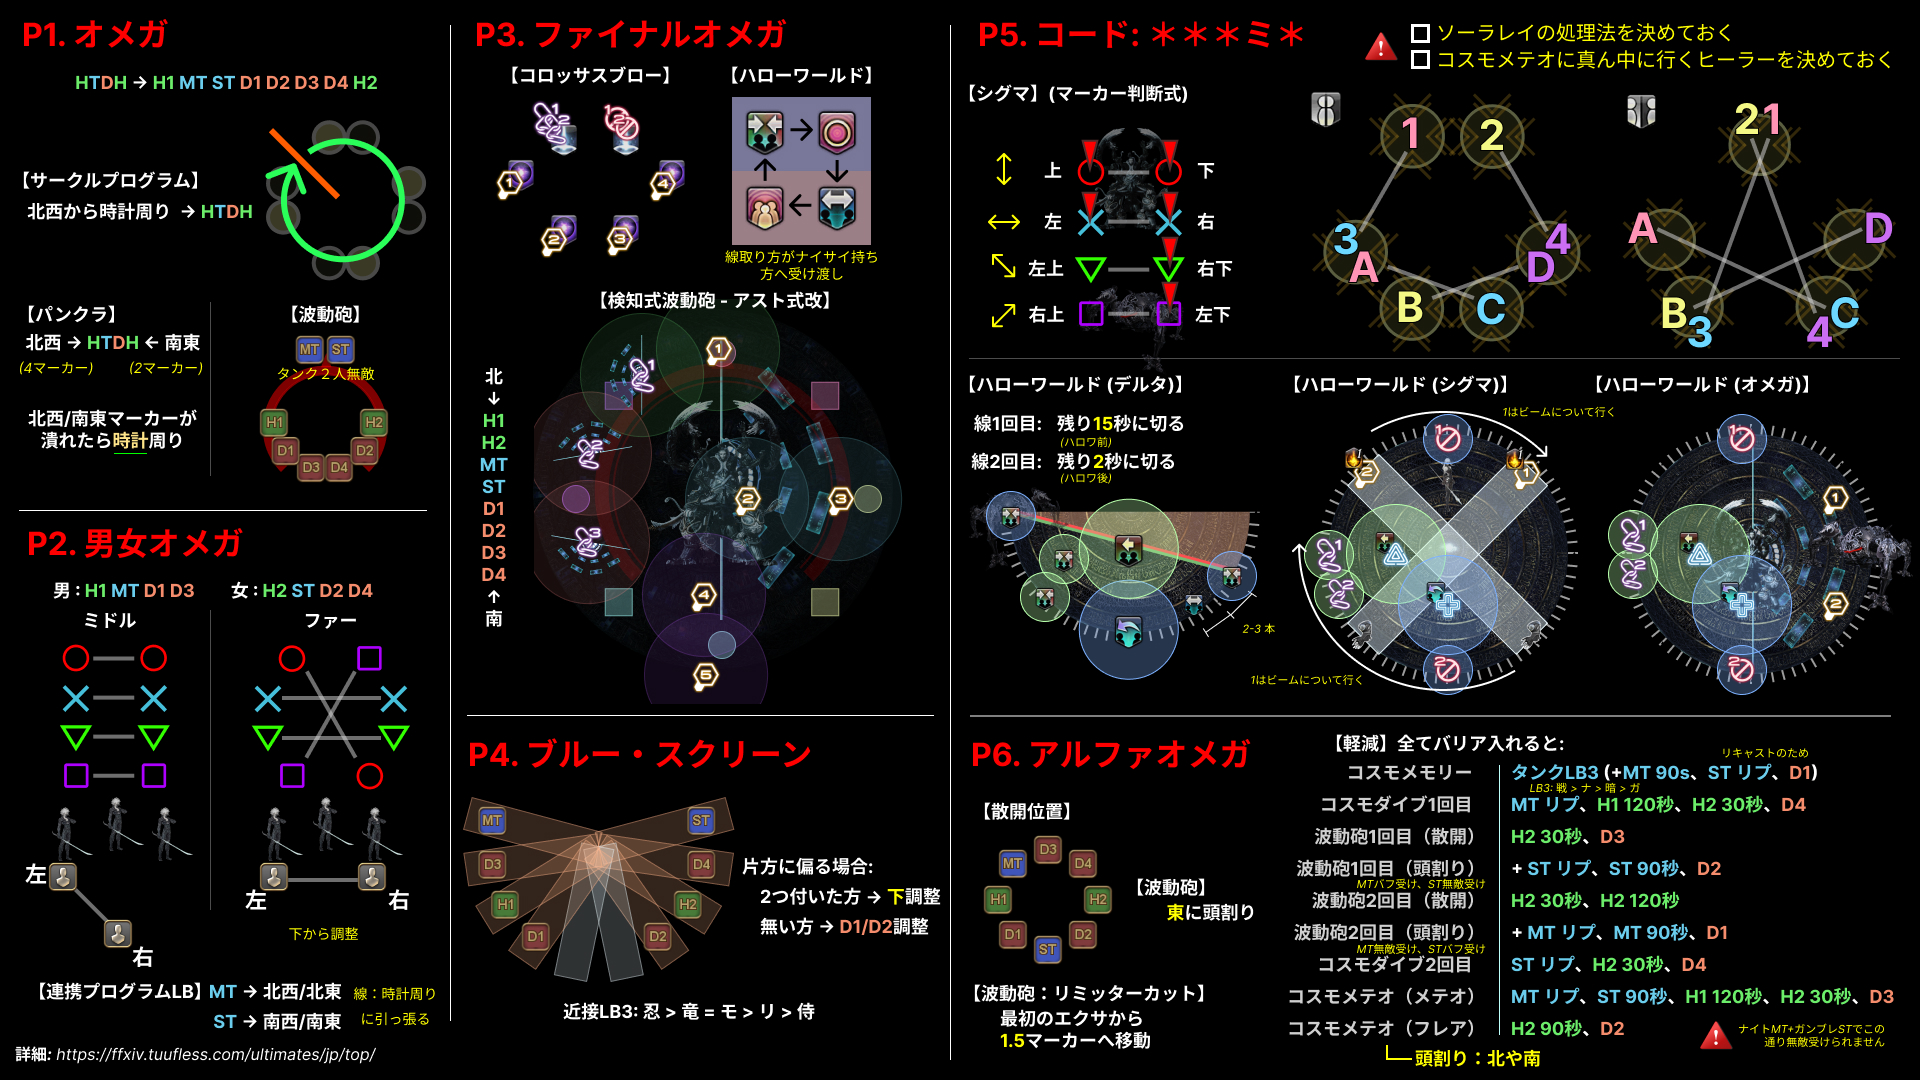 P1. オメガ
HTDH → H1 MT ST D1 D2 D3 D4 H2
【サークルプログラム】
北西から時計周り → HTDH
【パンクラ】
北西 → HTDH ← 南東
(4マーカー) (2マーカー)
北西/南東マーカーが
潰れたら時計周り
【波動砲】
MT ST
タンク２人無敵
H1 H2
D1 D2
D3 D4
P2. 男女オメガ
男 : H1 MT D1 D3
女 : H2 ST D2 D4
ミドル
ファー
左
右
左
右
下から調整
【連携プログラムLB】 MT → 北西/北東
ST → 南西/南東
線：時計周り
に引っ張る
詳細: https://ffxiv.tuufless.com/ultimates/jp/top/
P3. ファイナルオメガ
【コロッサスブロー】
1 2
1 4
2 3
【ハローワールド】
線取り方がナイサイ持ち
方へ受け渡し
【検知式波動砲 - アスト式改】
北
↓
H1
H2
MT
ST
D1
D2
D3
D4
↑
南
1
1
2
2 3
3
4
5
P4. ブルー・スクリーン
MT ST
D3 D4
H1 H2
D1 D2
片方に偏る場合:
2つ付いた方 → 下調整
無い方 → D1/D2調整
近接LB3: 忍 > 竜 = モ > リ > 侍
P5. コード: ＊＊＊ミ＊
ソーラレイの処理法を決めておく
コスモメテオに真ん中に行くヒーラーを決めておく
【シグマ】(マーカー判断式)
上 下
左 右
左上 右下
右上 左下
1 2
3 4
A D
B C
21
A D
B C
3 4
【ハローワールド (デルタ)】
線1回目: 残り15秒に切る
(ハロワ前)
線2回目: 残り2秒に切る
(ハロワ後)
2-3 本
【ハローワールド (シグマ)】
1はビームについて行く
1
2 1
1
2
2
1はビームについて行く
【ハローワールド (オメガ)】
1
1
1
2
2
2
P6. アルファオメガ
【散開位置】
D3
MT D4
H1 H2
D1 D2
ST
【波動砲】
東に頭割り
【波動砲：リミッターカット】
最初のエクサから
1.5マーカーへ移動
【軽減】全てバリア入れると:
リキャストのため
コスモメモリー タンクLB3 (+MT 90s、ST リプ、D1)
LB3: 戦 > ナ > 暗 > ガ
コスモダイブ1回目 MT リプ、H1 120秒、H2 30秒、D4
波動砲1回目（散開） H2 30秒、D3
波動砲1回目（頭割り） + ST リプ、ST 90秒、D2
MTバフ受け、ST無敵受け
波動砲2回目（散開） H2 30秒、H2 120秒
波動砲2回目（頭割り） + MT リプ、MT 90秒、D1
MT無敵受け、STバフ受け
コスモダイブ2回目 ST リプ、H2 30秒、D4
コスモメテオ（メテオ） MT リプ、ST 90秒、H1 120秒、H2 30秒、D3
コスモメテオ（フレア） H2 90秒、D2
頭割り：北や南
ナイトMT+ガンブレSTでこの
通り無敵受けられません